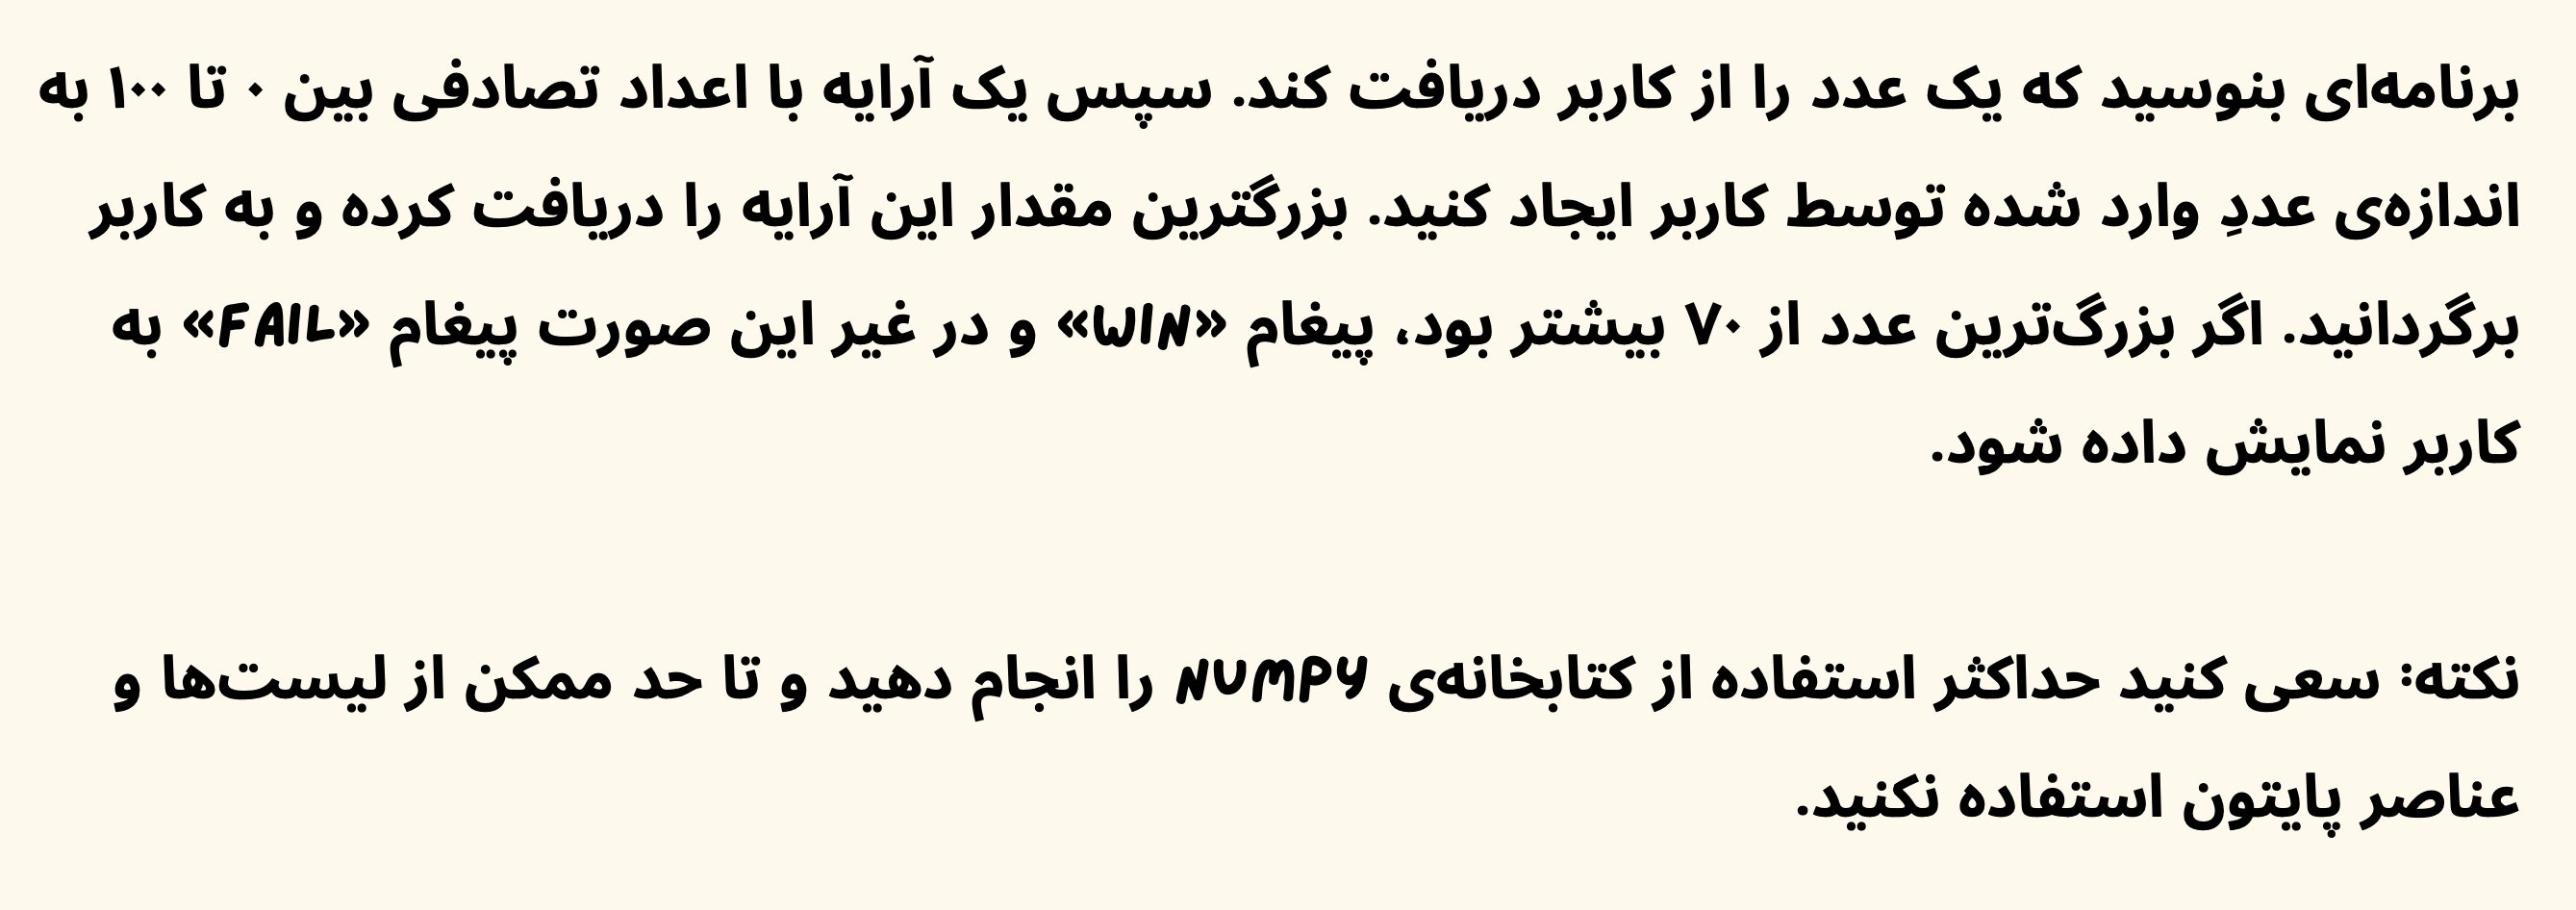 برنامه‌ای بنوسید که یک عدد را از کاربر دریافت کند. سپس یک آرایه با اعداد تصادفی بین ۰ تا ۱۰۰ به
اندازه‌ی عددِ وارد شده توسط کاربر ایجاد کنید. بزرگترین مقدار این آرایه را دریافت کرده و به کاربر
برگردانید. اگر بزرگ‌ترین عدد از ۷۰ بیشتر بود، پیغام «WIN» و در غیر این صورت پیغام «FAIL» به
کاربر نمایش داده شود.
نکته: سعی کنید حداکثر استفاده از کتابخانه‌ی NUMPY را انجام دهید و تا حد ممکن از لیست‌ها و
عناصر پایتون استفاده نکنید.